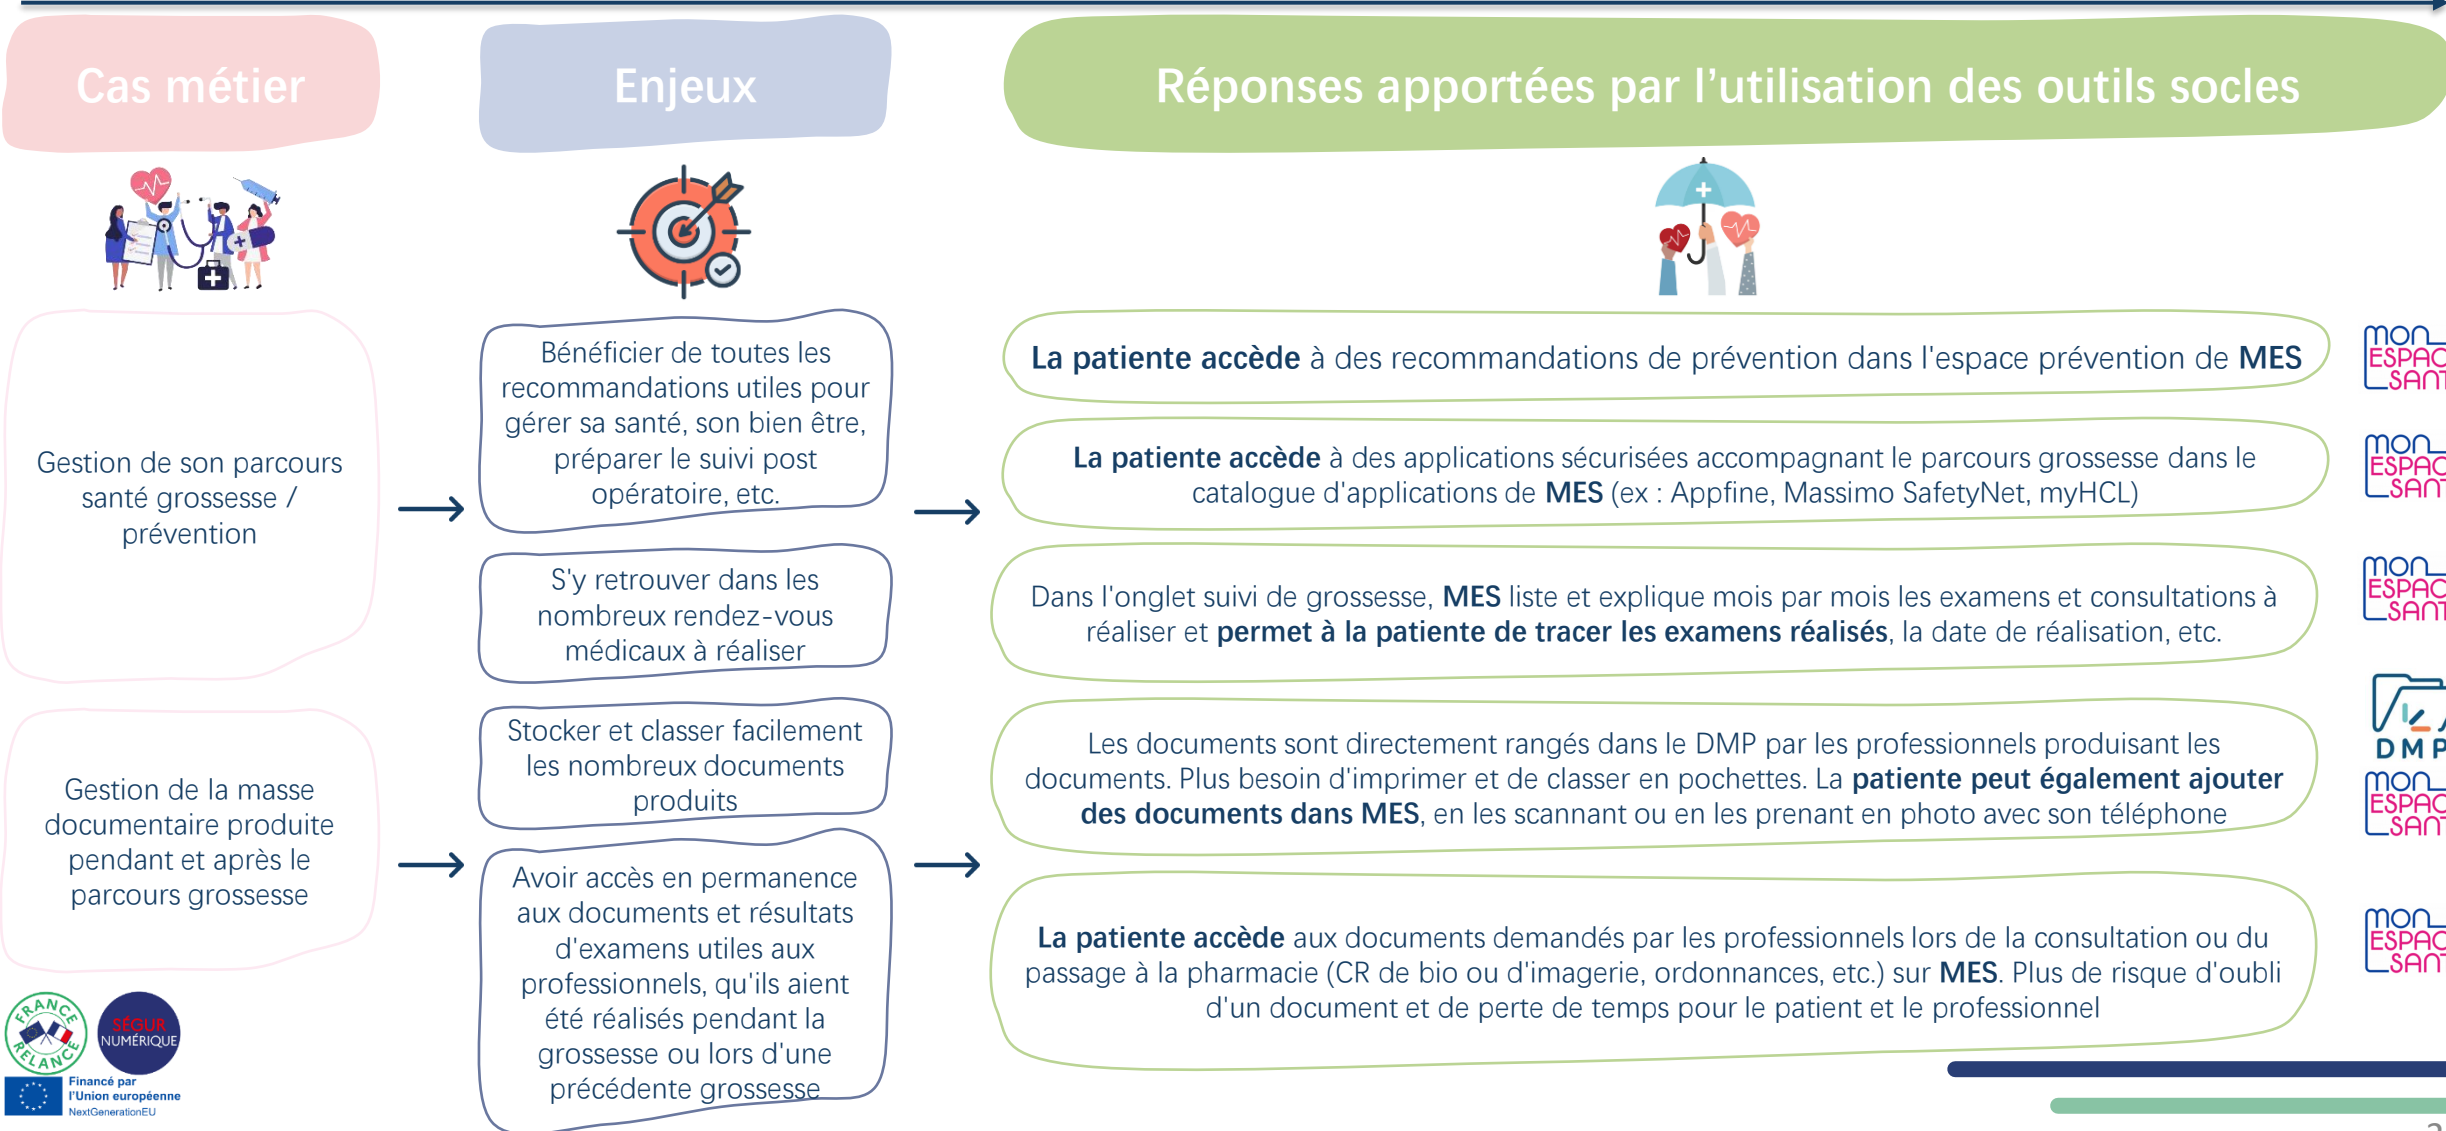 Cas métier
Enjeux
Réponses apportées par l'utilisation des outils socles
Gestion de son parcours
santé grossesse /
prévention
Bénéficier de toutes les
recommandations utiles pour
gérer sa santé, son bien être,
préparer le suivi post
opératoire, etc.
S'y retrouver dans les
nombreux rendez-vous
médicaux à réaliser
La patiente accède à des recommandations de prévention dans l'espace prévention de MES
MON
La patiente accède à des applications sécurisées accompagnant le parcours grossesse dans le
catalogue d'applications de MES (ex : Appfine, Massimo SafetyNet, myHCL)
MON
Dans l'onglet suivi de grossesse, MES liste et explique mois par mois les examens et consultations à
réaliser et permet à la patiente de tracer les examens réalisés, la date de réalisation, etc.
MON
Gestion de la masse
documentaire produite
pendant et après le
parcours grossesse
Stocker et classer facilement
les nombreux documents
produits
Avoir accès en permanence
aux documents et résultats
d'examens utiles aux
professionnels, qu'ils aient
été réalisés pendant la
grossesse ou lors d'une
précédente grossesse
Les documents sont directement rangés dans le DMP par les professionnels produisant les
documents. Plus besoin d'imprimer et de classer en pochettes. La patiente peut également ajouter
des documents dans MES, en les scannant ou en les prenant en photo avec son téléphone
DMP
MON
La patiente accède aux documents demandés par les professionnels lors de la consultation ou du
passage à la pharmacie (CR de bio ou d'imagerie, ordonnances, etc.) sur MES. Plus de risque d'oubli
d'un document et de perte de temps pour le patient et le professionnel
MON
FRANCE
RELANCE
SÉGUR
NUMÉRIQUE
Financé par
l'Union européenne
NextGenerationEU